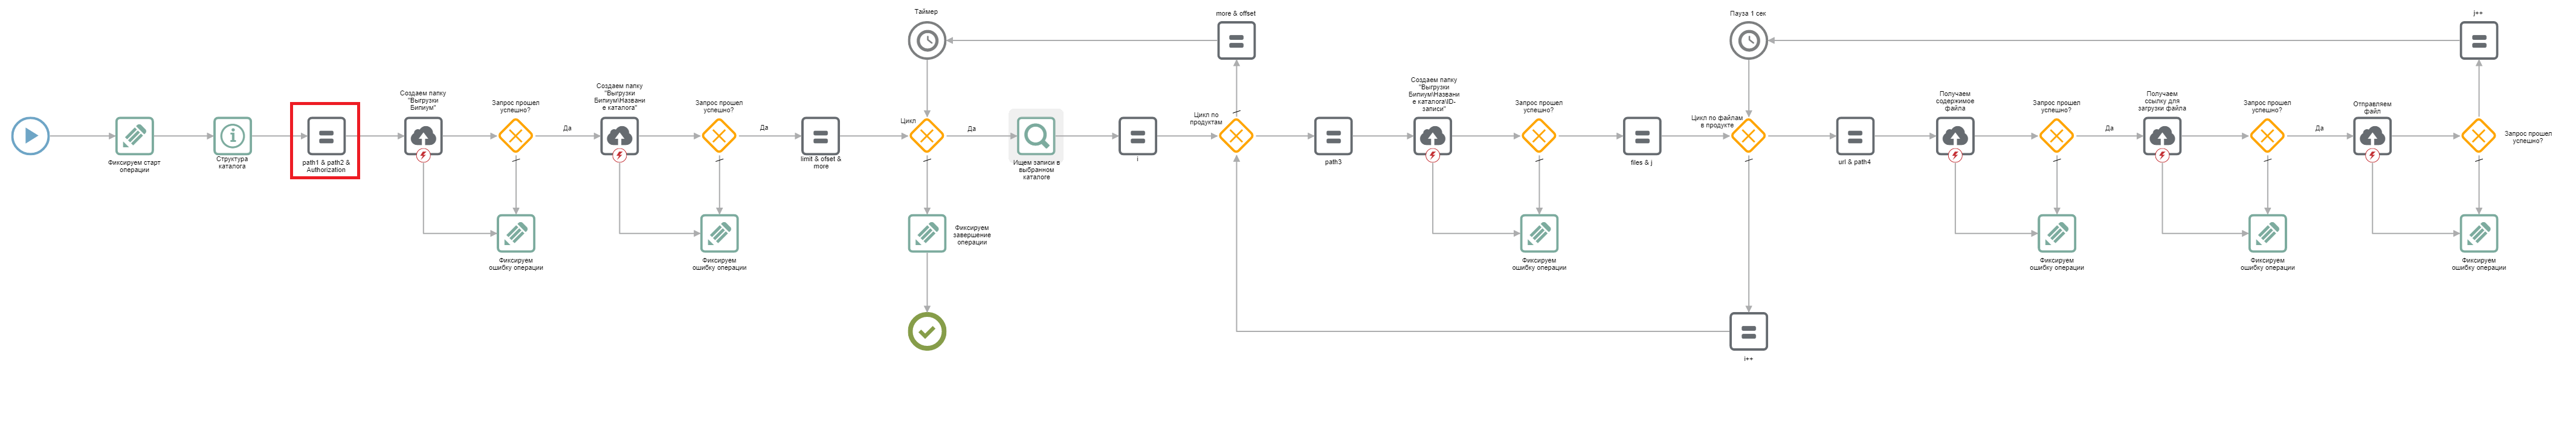 Таймер
more & offset
Пауза 1 сек
j++
Создаем папку
"Выгрузки
Бипиум"
Запрос прошел
успешно?
Создаем папку
"Выгрузки
Бипиум\Названи
е каталога"
Запрос прошел
успешно?
Цикл
Цикл по
продуктам
Создаем папку
"Выгрузки
Бипиум\Названи
е каталога\ID-
записи"
Запрос прошел
успешно?
Цикл по файлам
в продукте
Получаем
содержимое
файла
Запрос прошел
успешно?
Получаем
ссылку для
загрузки файла
Запрос прошел
успешно?
Отправляем
файл
Запрос прошел
успешно?
Да
Да
Да
Да
Да
Фиксируем старт
операции
Структура
каталога
path1 & path2 &
Authorization
limit & ofset &
more
Ищем записи в
выбранном
каталоге
i
path3
files & j
url & path4
Фиксируем
ошибку операции
Фиксируем
ошибку операции
Фиксируем
завершение
операции
Фиксируем
ошибку операции
Фиксируем
ошибку операции
Фиксируем
ошибку операции
Фиксируем
ошибку операции
i++